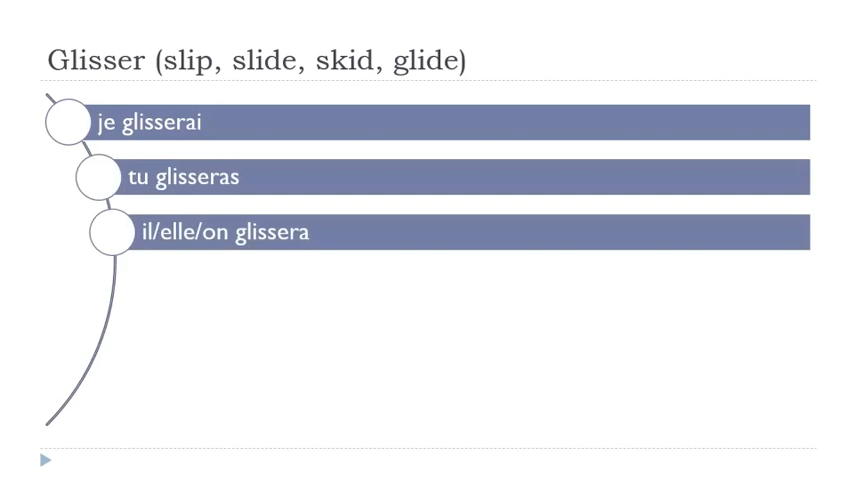 Glisser (slip, slide, skid, glide)
je glisserai
tu glisseras
il/elle/on glissera